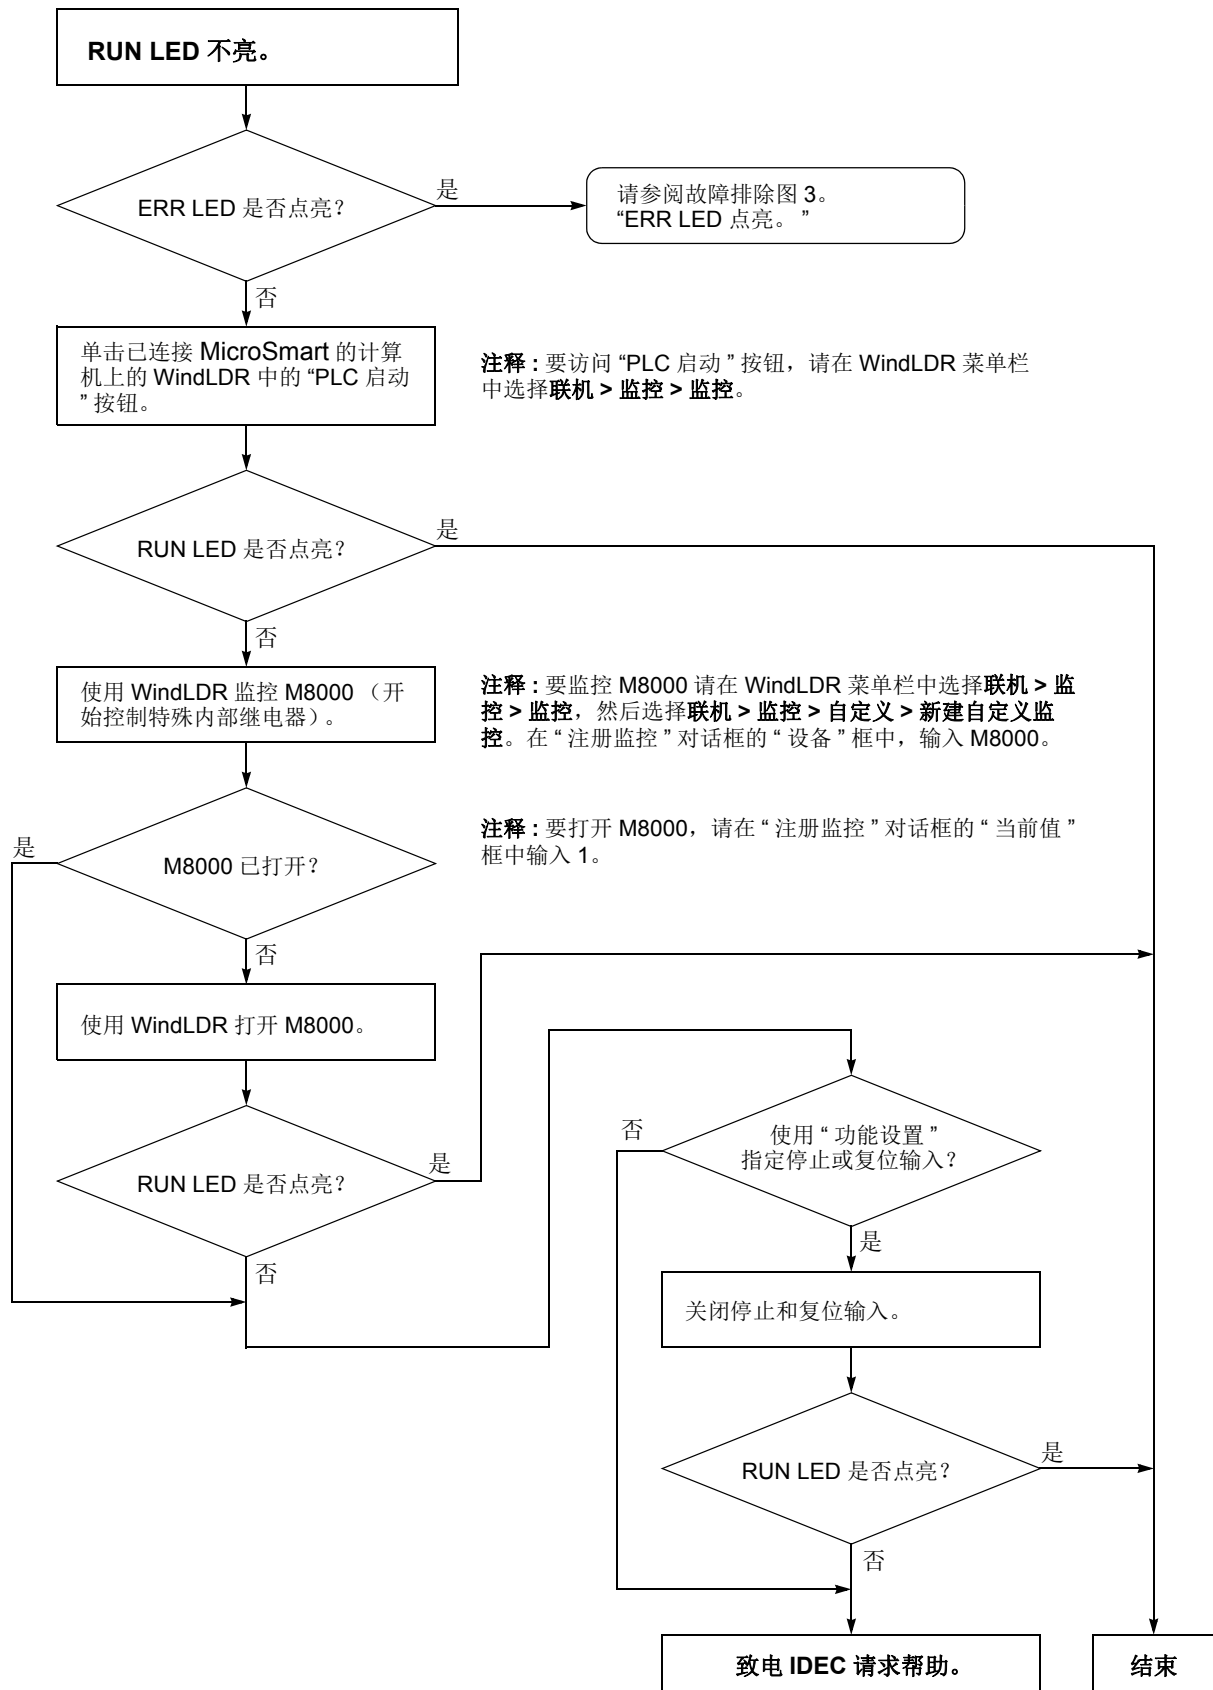 RUN LED 不亮。
ERR LED 是否点亮？
是
请参阅故障排除图 3。
“ERR LED 点亮。 ”
否
单击已连接 MicroSmart 的计算
机上的 WindLDR 中的 “PLC 启动
” 按钮。
注释 : 要访问 “PLC 启动 ” 按钮，请在 WindLDR 菜单栏
中选择联机 > 监控 > 监控。
RUN LED 是否点亮？
是
否
使用 WindLDR 监控 M8000 （开
始控制特殊内部继电器）。
注释 : 要监控 M8000 请在 WindLDR 菜单栏中选择联机 > 监
控 > 监控，然后选择联机 > 监控 > 自定义 > 新建自定义监
控。在 “ 注册监控 ” 对话框的 “ 设备 ” 框中，输入 M8000。
注释 : 要打开 M8000，请在 “ 注册监控 ” 对话框的 “ 当前值 ”
框中输入 1。
是
M8000 已打开？
否
使用 WindLDR 打开 M8000。
RUN LED 是否点亮？
是
否
否
使用 “ 功能设置 ”
指定停止或复位输入？
是
关闭停止和复位输入。
RUN LED 是否点亮？
是
否
致电 IDEC 请求帮助。
结束